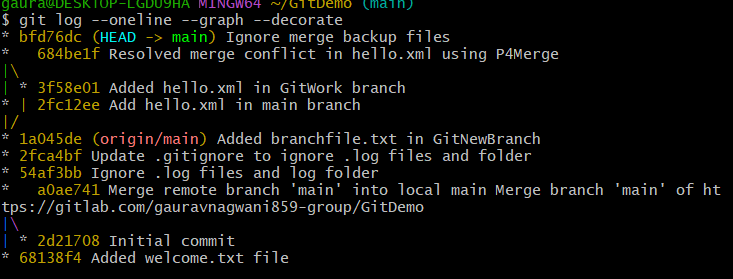 gaura@DESKTOP-LGDU9HA MINGW64 ~/GitDemo (main)
$ git log --oneline --graph --decorate
* bfd76dc (HEAD -> main) Ignore merge backup files
*   684be1f Resolved merge conflict in hello.xml using P4Merge
|\
| * 3f58e01 Added hello.xml in GitWork branch
* | 2fc12ee Add hello.xml in main branch
|/
* 1a045de (origin/main) Added branchfile.txt in GitNewBranch
* 2fca4bf Update .gitignore to ignore .log files and folder
* 54af3bb Ignore .log files and log folder
*   a0ae741 Merge remote branch 'main' into local main Merge branch 'main' of ht
tps://gitlab.com/gauravnagwani859-group/GitDemo
|\
| * 2d21708 Initial commit
* 68138f4 Added welcome.txt file